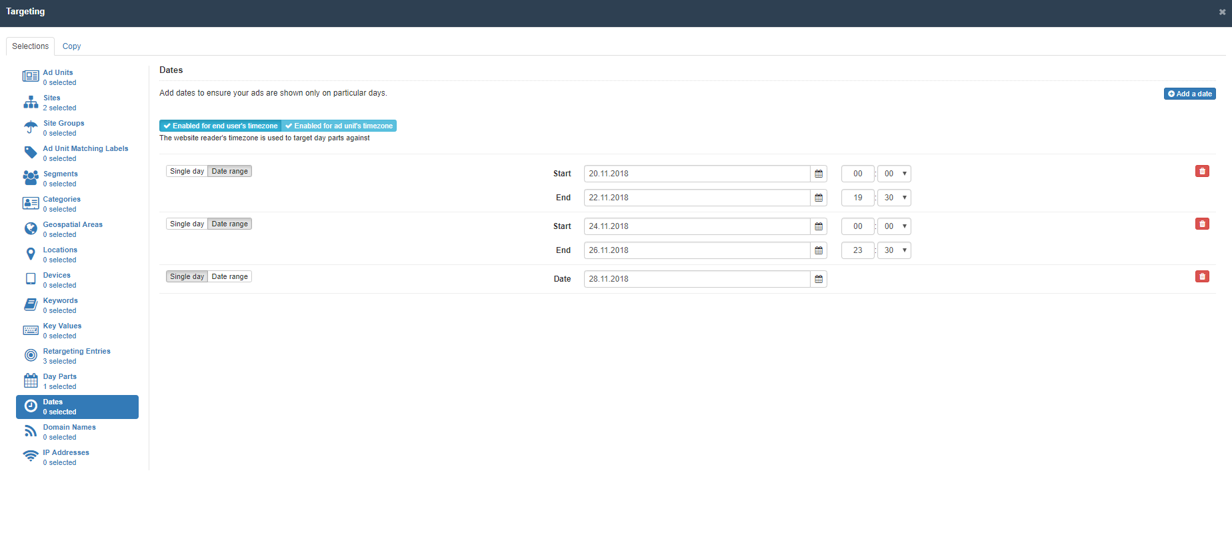 Targeting
Selections Copy
Ad Units
0 selected
Sites
2 selected
Site Groups
0 selected
Ad Unit Matching Labels
0 selected
Segments
0 selected
Categories
0 selected
Geospatial Areas
0 selected
Locations
0 selected
Devices
0 selected
Keywords
0 selected
Key Values
0 selected
Retargeting Entries
3 selected
Day Parts
1 selected
Dates
0 selected
Domain Names
0 selected
IP Addresses
0 selected
Dates
Add dates to ensure your ads are shown only on particular days.
Add a date
Enabled for end user's timezone Enabled for ad unit's timezone
The website reader's timezone is used to target day parts against
Single day Date range Start 20.11.2018 00 : 00
End 22.11.2018 19 : 30
Single day Date range Start 24.11.2018 00 : 00
End 26.11.2018 23 : 30
Single day Date range Date 28.11.2018